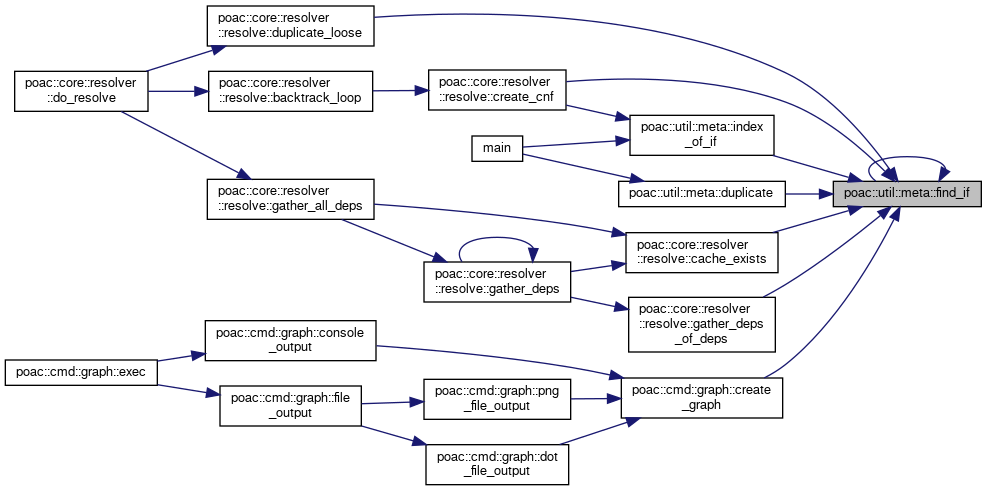 poac::core::resolver
::resolve::duplicate_loose
poac::core::resolver
::do_resolve
poac::core::resolver
::resolve::backtrack_loop
poac::core::resolver
::resolve::create_cnf
poac::util::meta::index
_of_if
main
poac::util::meta::duplicate
poac::util::meta::find_if
poac::core::resolver
::resolve::gather_all_deps
poac::core::resolver
::resolve::cache_exists
poac::core::resolver
::resolve::gather_deps
poac::core::resolver
::resolve::gather_deps
_of_deps
poac::cmd::graph::console
_output
poac::cmd::graph::exec
poac::cmd::graph::file
_output
poac::cmd::graph::png
_file_output
poac::cmd::graph::create
_graph
poac::cmd::graph::dot
_file_output